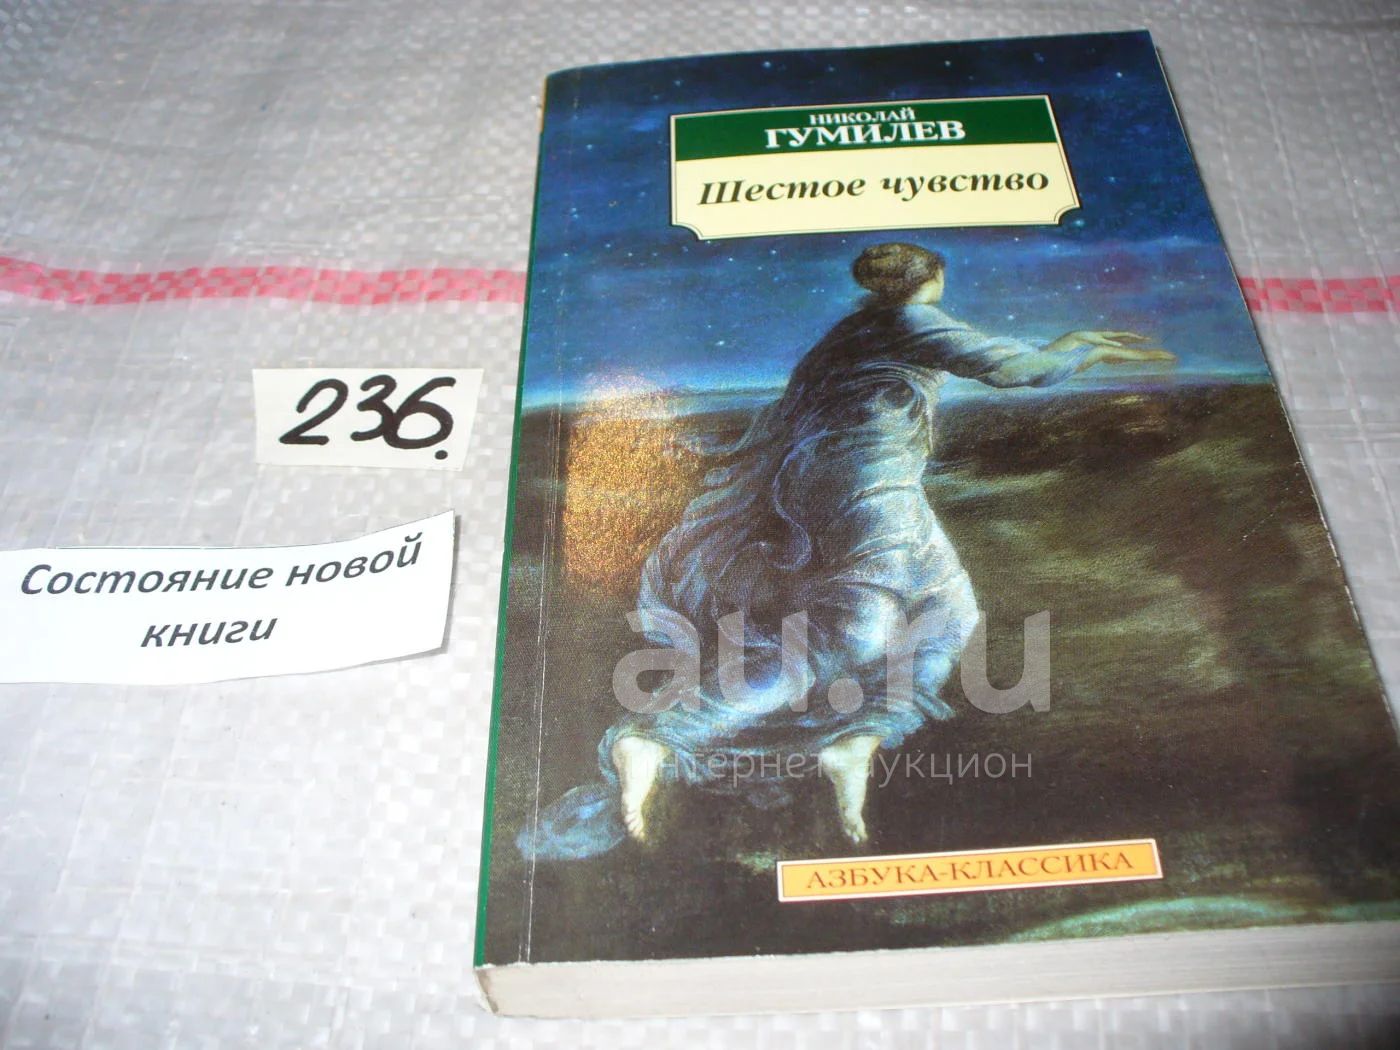 НИКОЛАЙ
ГУМИЛЕВ
Шестое чувство
236.
Состояние новой
книги
au.ru
интернет-аукцион
АЗБУКА-КЛАССИКА